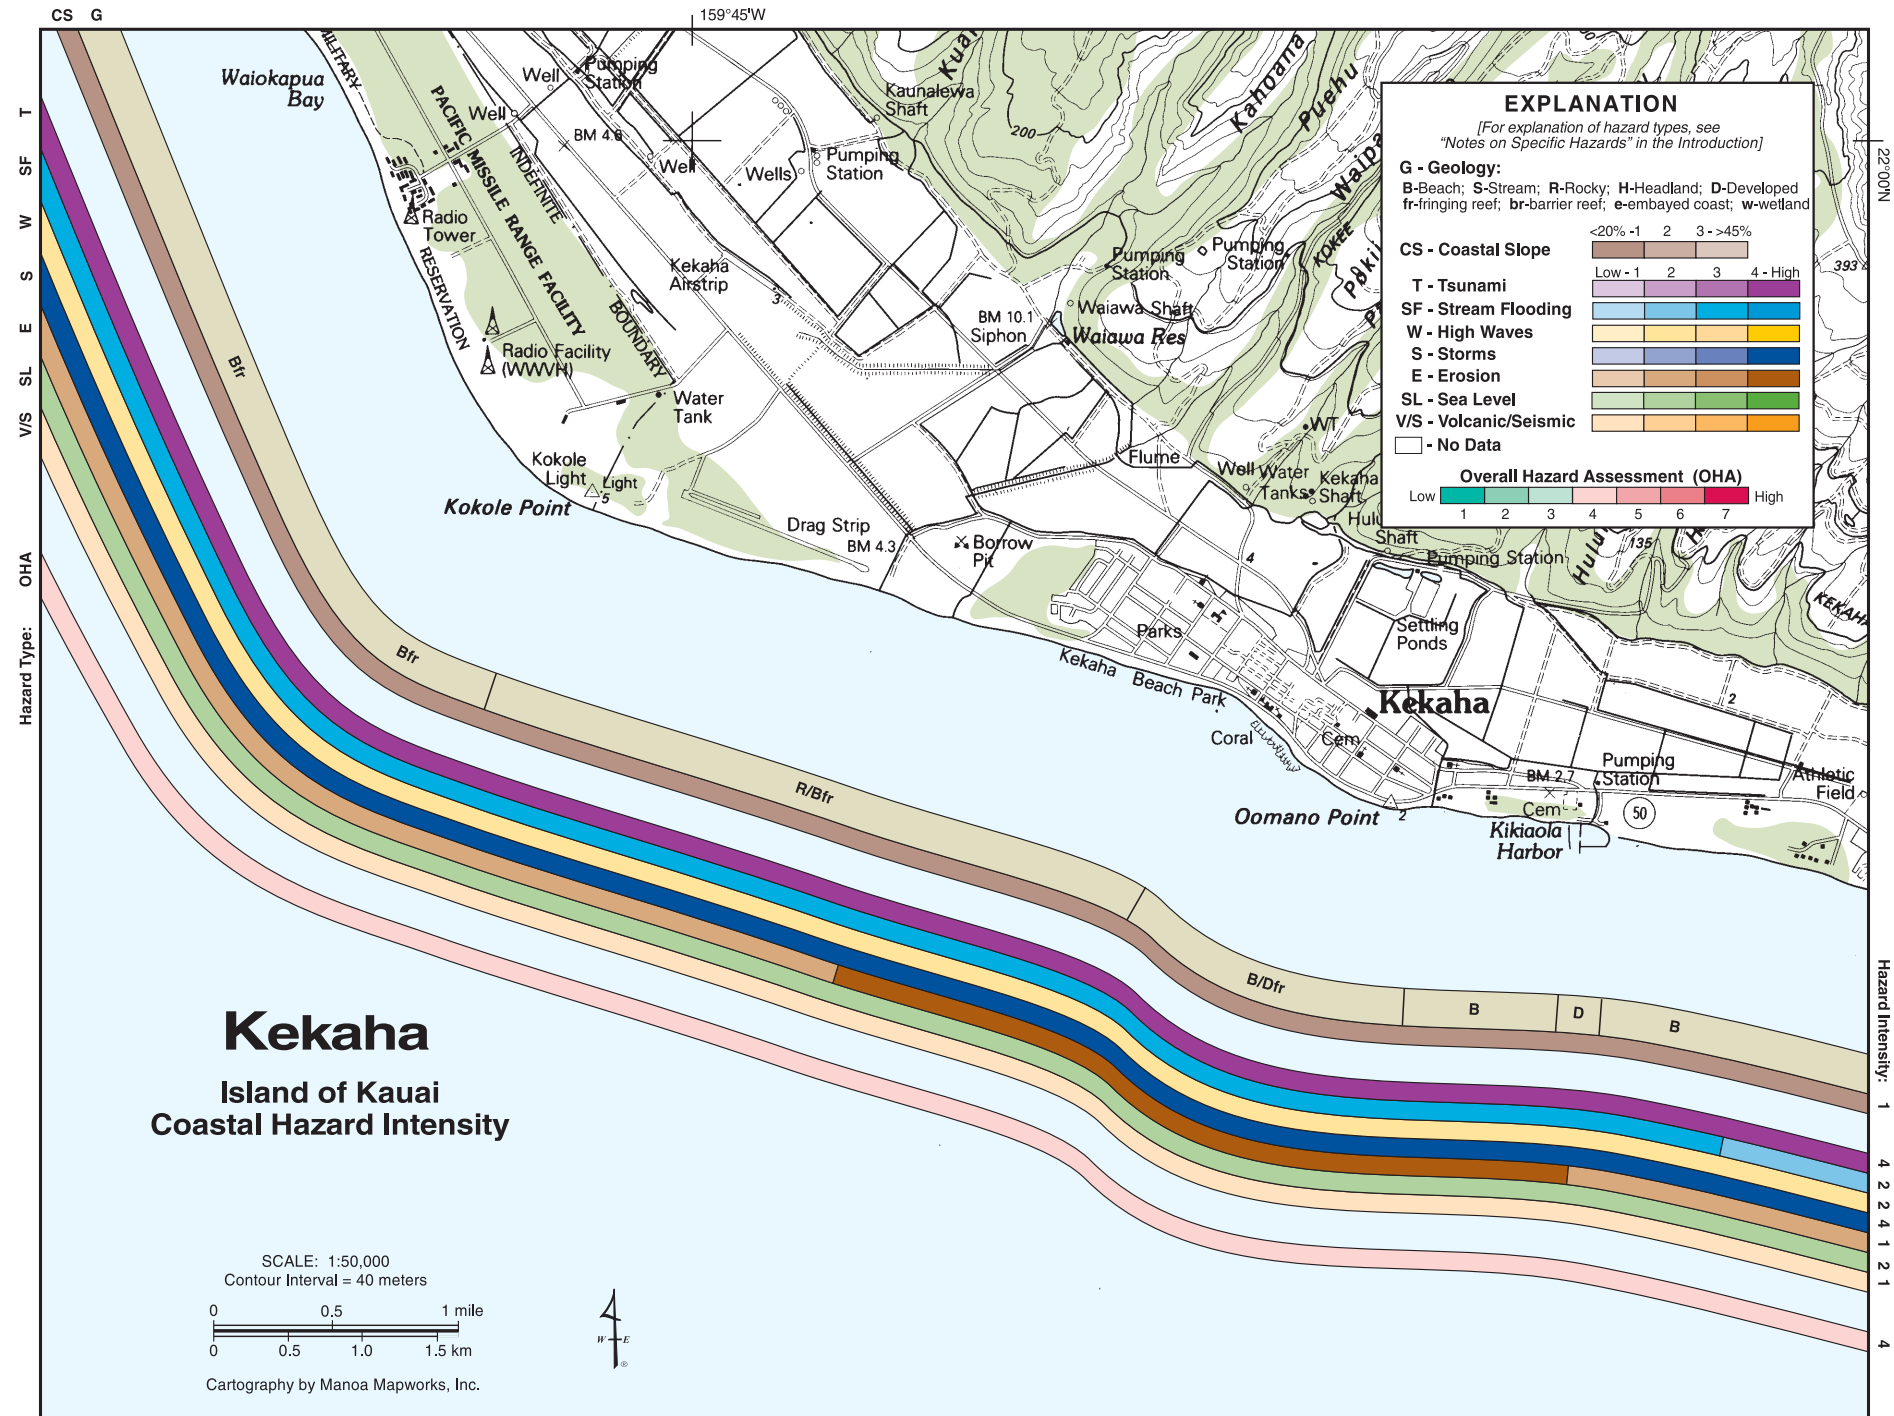 CS G
159°45'W
22°00'N
T
SF
W
S
E
SL
V/S
OHA
Hazard Type:
Waiokapua
Bay
MILITARY
RESERVATION
PACIFIC MISSILE RANGE FACILITY
INDEFINITE
BOUNDARY
Well
Pumping
Station
Well
BM 4.8
Well
Wells
Pumping
Station
Kaunalewa
Shaft
200
Kahoana
Puehu
Radio
Tower
Kekaha
Airstrip
3
Pumping
Station
Pumping
Station
KOKEE
393
Waiawa Shaft
BM 10.1
Siphon
Waiawa Res
Radio Facility
(WWVH)
Water
Tank
WT
Flume
Kokole
Light
Light
5
Kokole Point
Well
Water
Tanks
Kekaha
Shaft
Drag Strip
BM 4.3
Borrow
Pit
4
Shaft
Pumping Station
135
Parks
Settling
Ponds
Kekaha Beach Park
Kekaha
2
Coral
Cem
Pumping
Station
BM 2.7
Athletic
Field
Oomano Point
2
Cem
50
Kikiaola
Harbor
EXPLANATION
[For explanation of hazard types, see
"Notes on Specific Hazards" in the Introduction]
G - Geology:
B-Beach; S-Stream; R-Rocky; H-Headland; D-Developed
fr-fringing reef; br-barrier reef; e-embayed coast; w-wetland
<20% -1 2 3 - >45%
CS - Coastal Slope
Low - 1 2 3 4 - High
T - Tsunami
SF - Stream Flooding
W - High Waves
S - Storms
E - Erosion
SL - Sea Level
V/S - Volcanic/Seismic
- No Data
Overall Hazard Assessment (OHA)
Low High
1 2 3 4 5 6 7
Bfr
Bfr
R/Bfr
B/Dfr
B
D
B
Hazard Intensity:
1
4
2
2
4
1
2
1
4
Kekaha
Island of Kauai
Coastal Hazard Intensity
SCALE: 1:50,000
Contour Interval = 40 meters
0 0.5 1 mile
0 0.5 1.0 1.5 km
W E
Cartography by Manoa Mapworks, Inc.